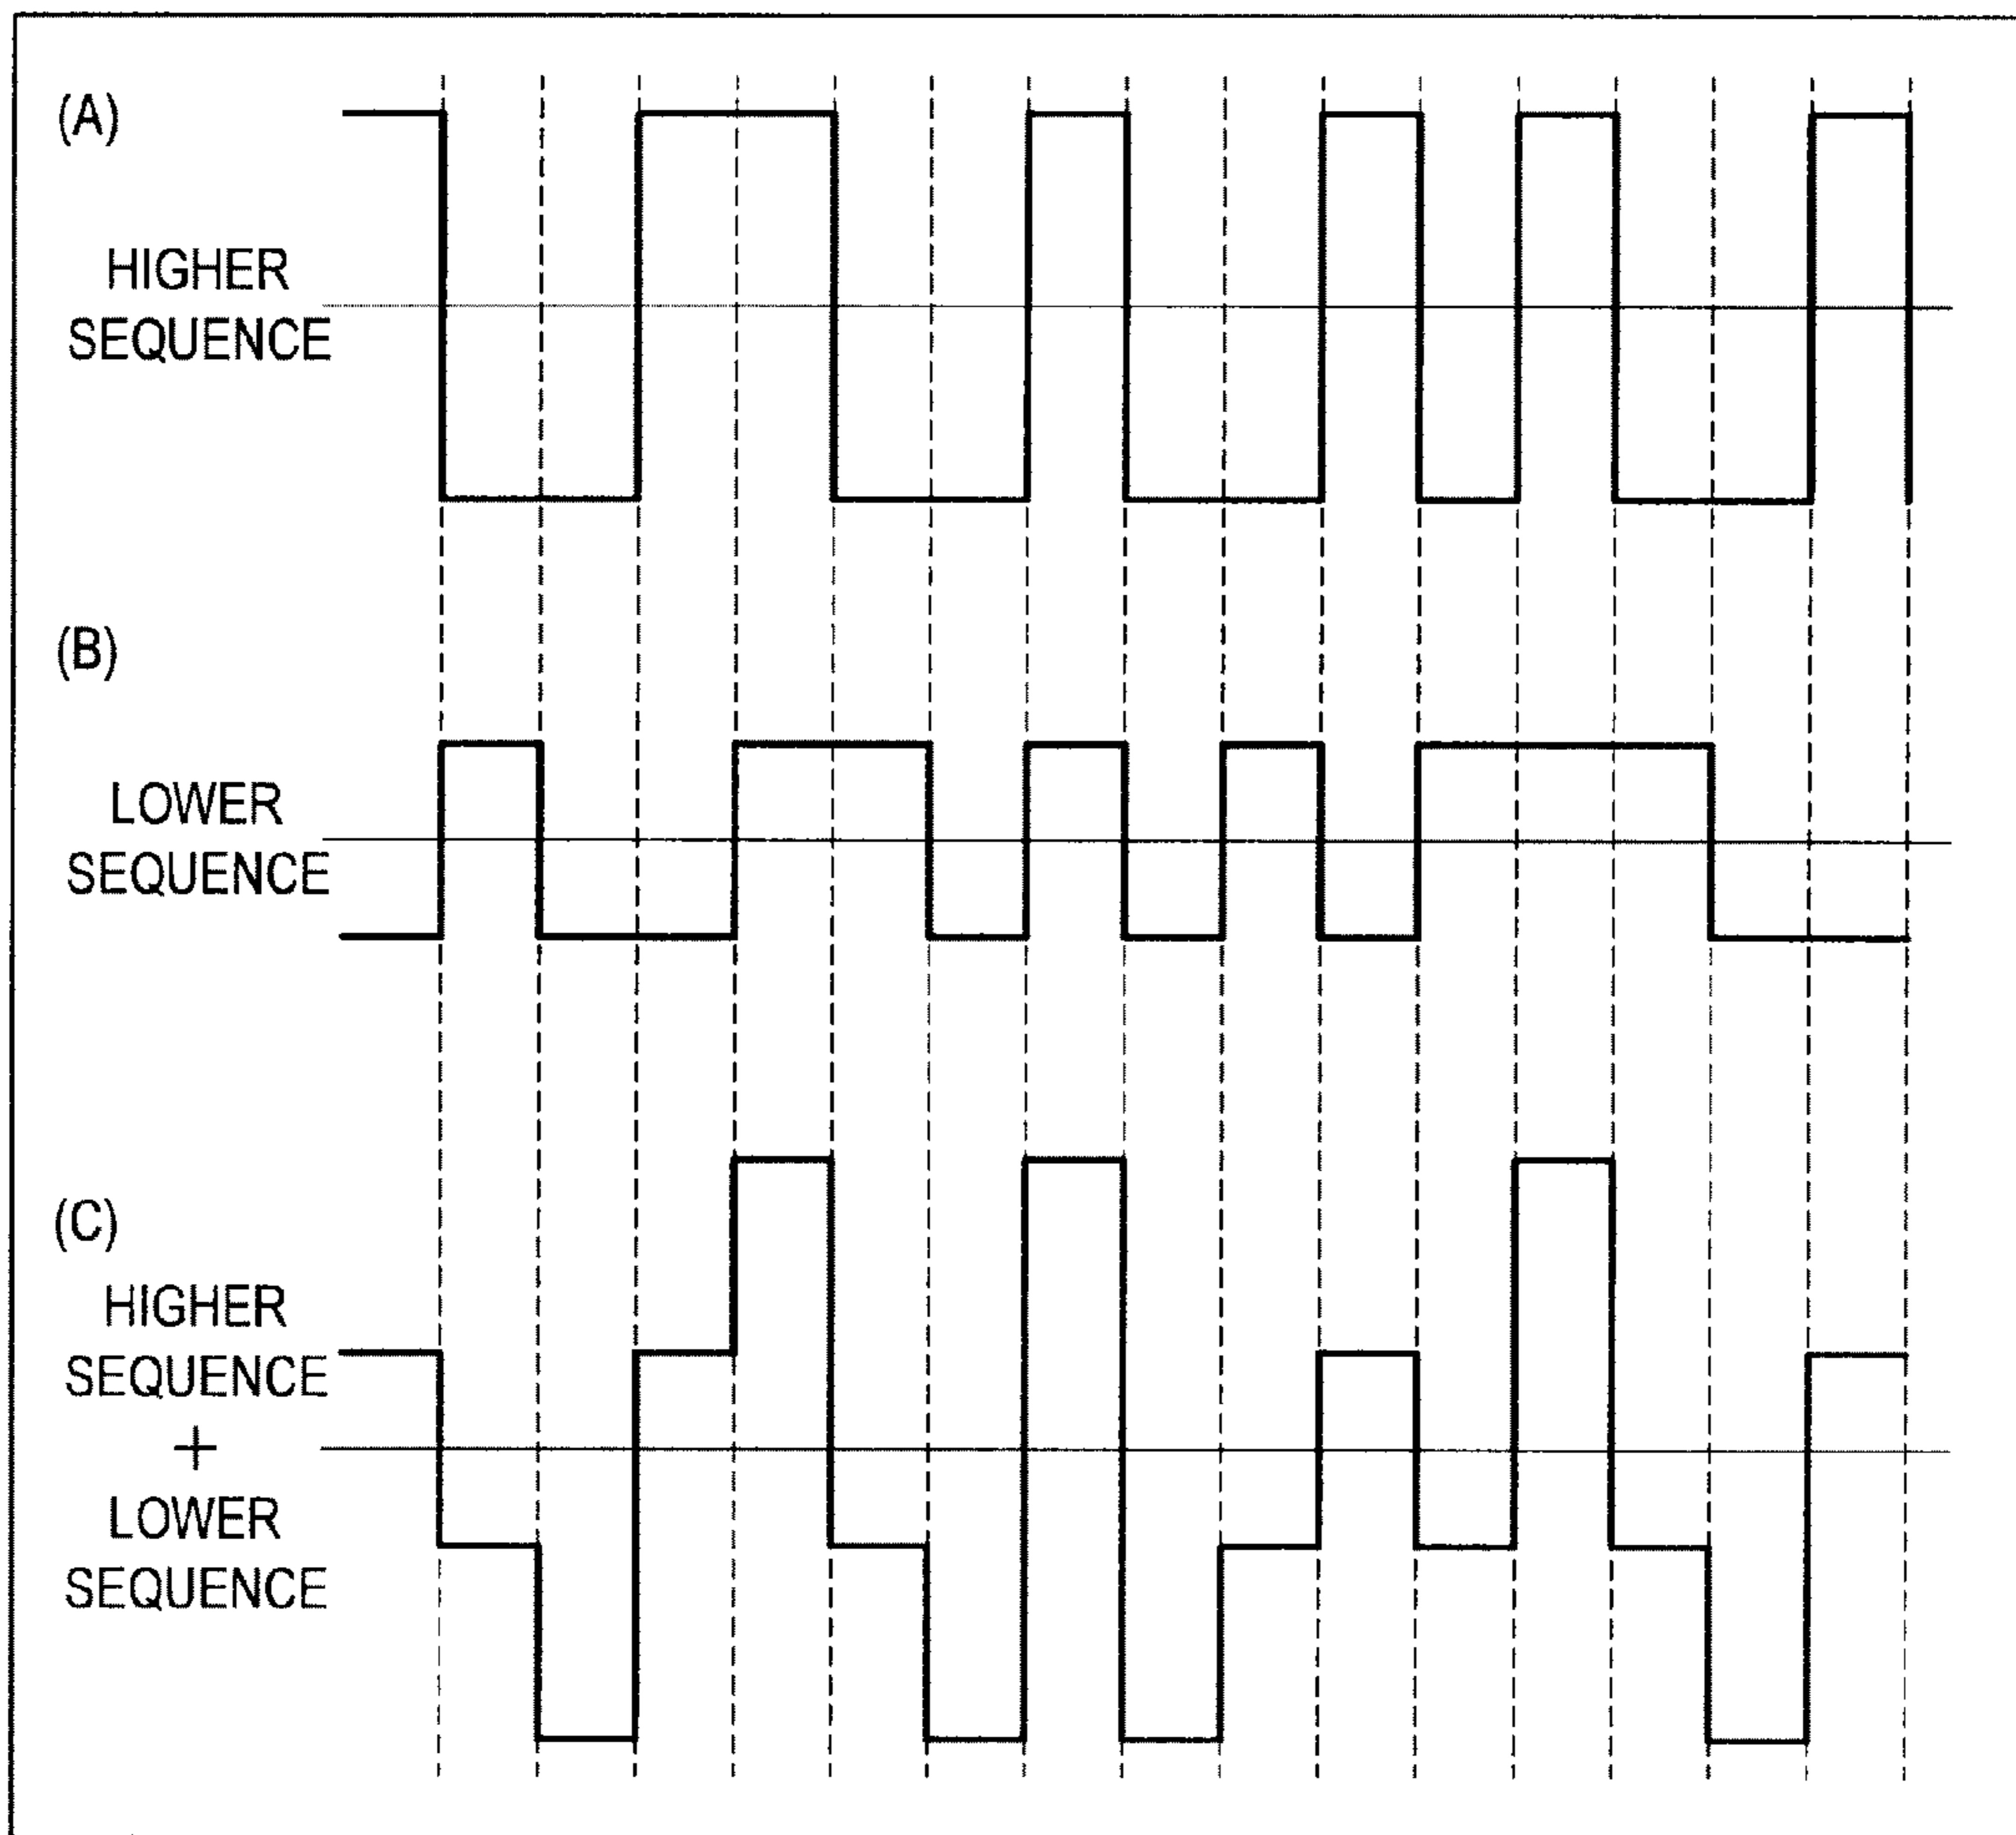 (A)
HIGHER
SEQUENCE
(B)
LOWER
SEQUENCE
(C)
HIGHER
SEQUENCE
+
LOWER
SEQUENCE